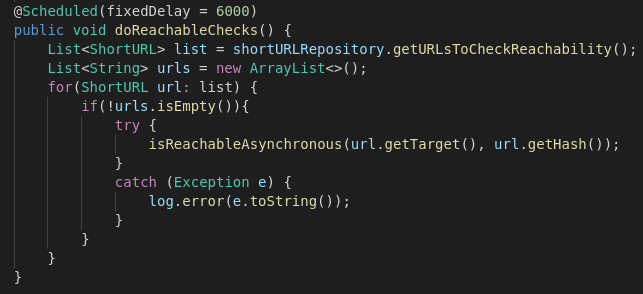 @Scheduled(fixedDelay = 6000)
public void doReachableChecks() {
    List<ShortURL> list = shortURLRepository.getURLsToCheckReachability();
    List<String> urls = new ArrayList<>();
    for(ShortURL url: list) {
        if(!urls.isEmpty()){
            try {
                isReachableAsynchronous(url.getTarget(), url.getHash());
            }
            catch (Exception e) {
                log.error(e.toString());
            }
        }
    }
}